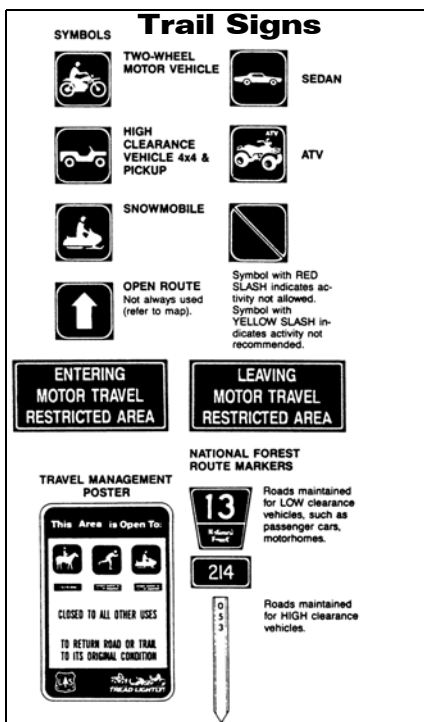 Trail Signs
SYMBOLS
TWO-WHEEL
MOTOR VEHICLE
SEDAN
HIGH
CLEARANCE
VEHICLE 4x4 &
PICKUP
ATV
ATV
SNOWMOBILE
OPEN ROUTE
Not always used
(refer to map).
Symbol with RED
SLASH indicates ac-
tivity not allowed.
Symbol with
YELLOW SLASH in-
dicates activity not
recommended.
ENTERING
MOTOR TRAVEL
RESTRICTED AREA
LEAVING
MOTOR TRAVEL
RESTRICTED AREA
TRAVEL MANAGEMENT
POSTER
This Area is Open To:
CLOSED TO ALL OTHER USES
TO RETURN ROAD OR TRAIL
TO ITS ORIGINAL CONDITION
TREAD LIGHTLY!
NATIONAL FOREST
ROUTE MARKERS
13
National
Forest
Roads maintained
for LOW clearance
vehicles, such as
passenger cars,
motorhomes.
214
053
Roads maintained
for HIGH clearance
vehicles.